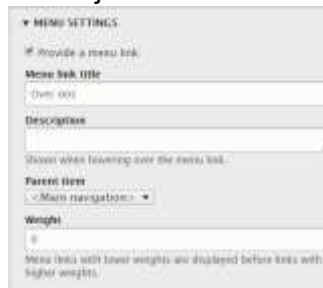 ▼ MENU SETTINGS
Provide a menu link
Menu link title
Over ons
Description
Shown when hovering over the menu link.
Parent item
<Main navigation>
Weight
0
Menu links with lower weights are displayed before links with
higher weights.